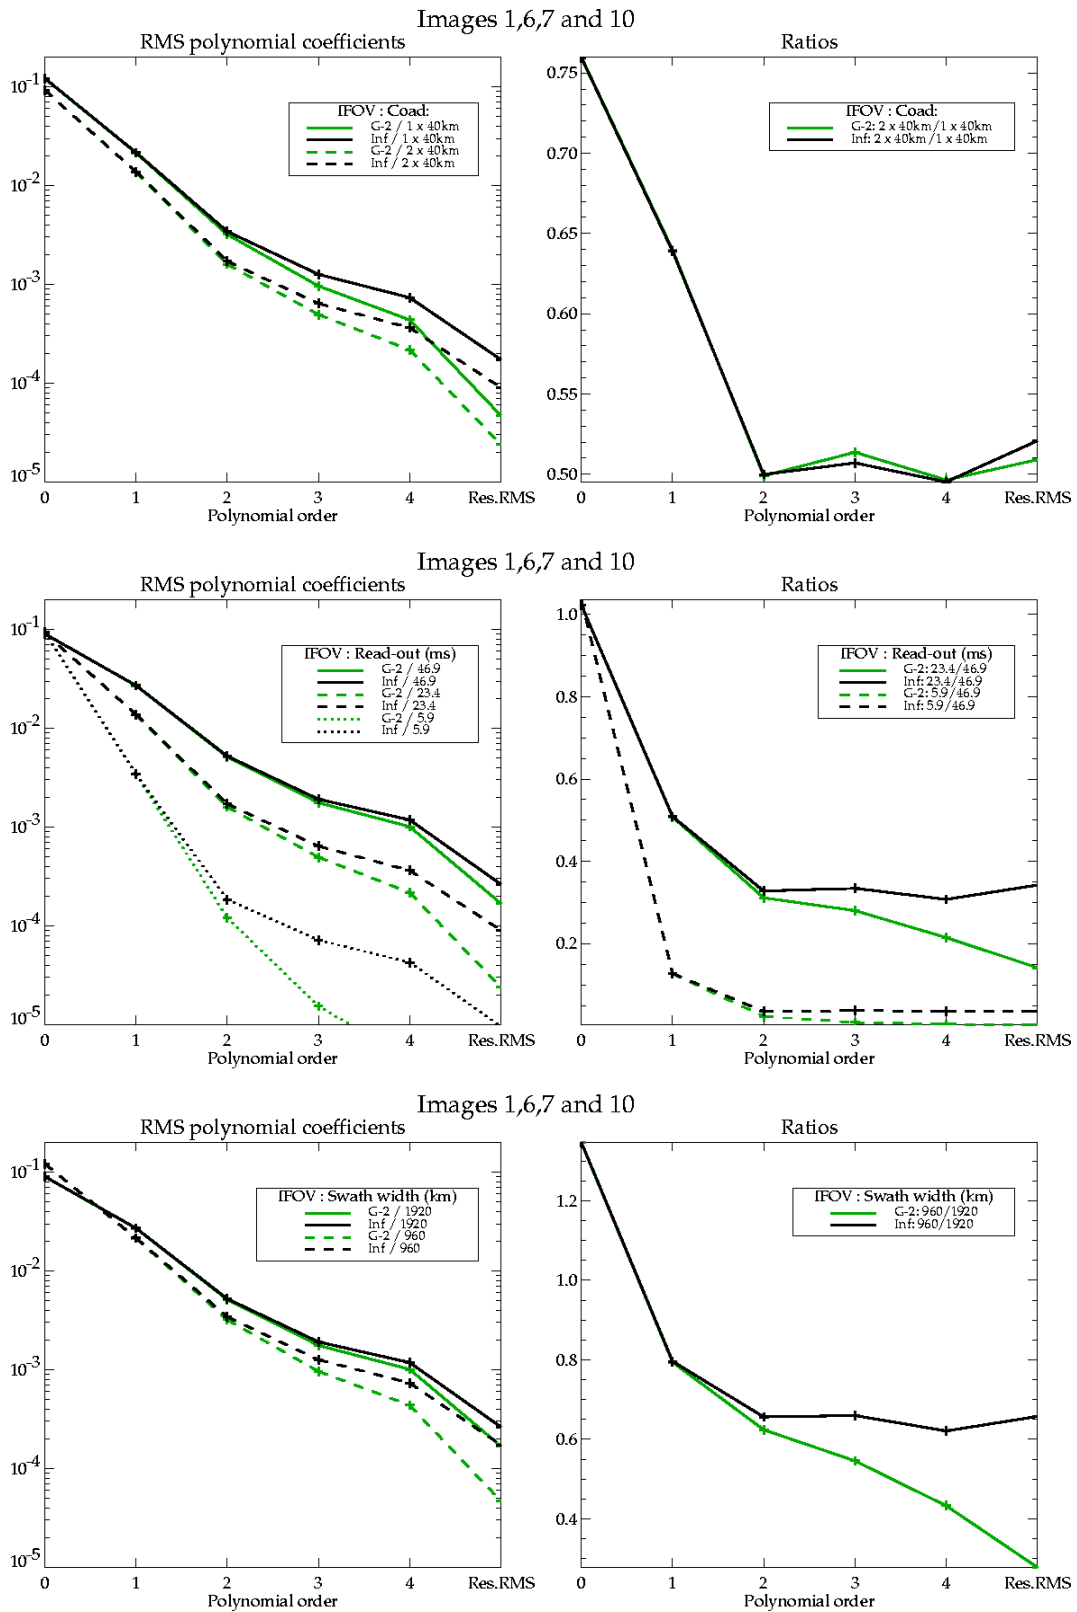 Images 1,6,7 and 10
RMS polynomial coefficients
10⁻¹
10⁻²
10⁻³
10⁻⁴
10⁻⁵
IFOV : Coad:
G-2 / 1 x 40km
Inf / 1 x 40km
G-2 / 2 x 40km
Inf / 2 x 40km
0 1 2 3 4 Res.RMS
Polynomial order
Ratios
0.75
0.70
0.65
0.60
0.55
0.50
IFOV : Coad:
G-2: 2 x 40km/1 x 40km
Inf: 2 x 40km/1 x 40km
0 1 2 3 4 Res.RMS
Polynomial order
Images 1,6,7 and 10
RMS polynomial coefficients
10⁻¹
10⁻²
10⁻³
10⁻⁴
10⁻⁵
IFOV : Read-out (ms)
G-2 / 46.9
Inf / 46.9
G-2 / 23.4
Inf / 23.4
G-2 / 5.9
Inf / 5.9
0 1 2 3 4 Res.RMS
Polynomial order
Ratios
1.0
0.8
0.6
0.4
0.2
IFOV : Read-out (ms)
G-2: 23.4/46.9
Inf: 23.4/46.9
G-2: 5.9/46.9
Inf: 5.9/46.9
0 1 2 3 4 Res.RMS
Polynomial order
Images 1,6,7 and 10
RMS polynomial coefficients
10⁻¹
10⁻²
10⁻³
10⁻⁴
10⁻⁵
IFOV : Swath width (km)
G-2 / 1920
Inf / 1920
G-2 / 960
Inf / 960
0 1 2 3 4 Res.RMS
Polynomial order
Ratios
1.2
1.0
0.8
0.6
0.4
IFOV : Swath width (km)
G-2: 960/1920
Inf: 960/1920
0 1 2 3 4 Res.RMS
Polynomial order